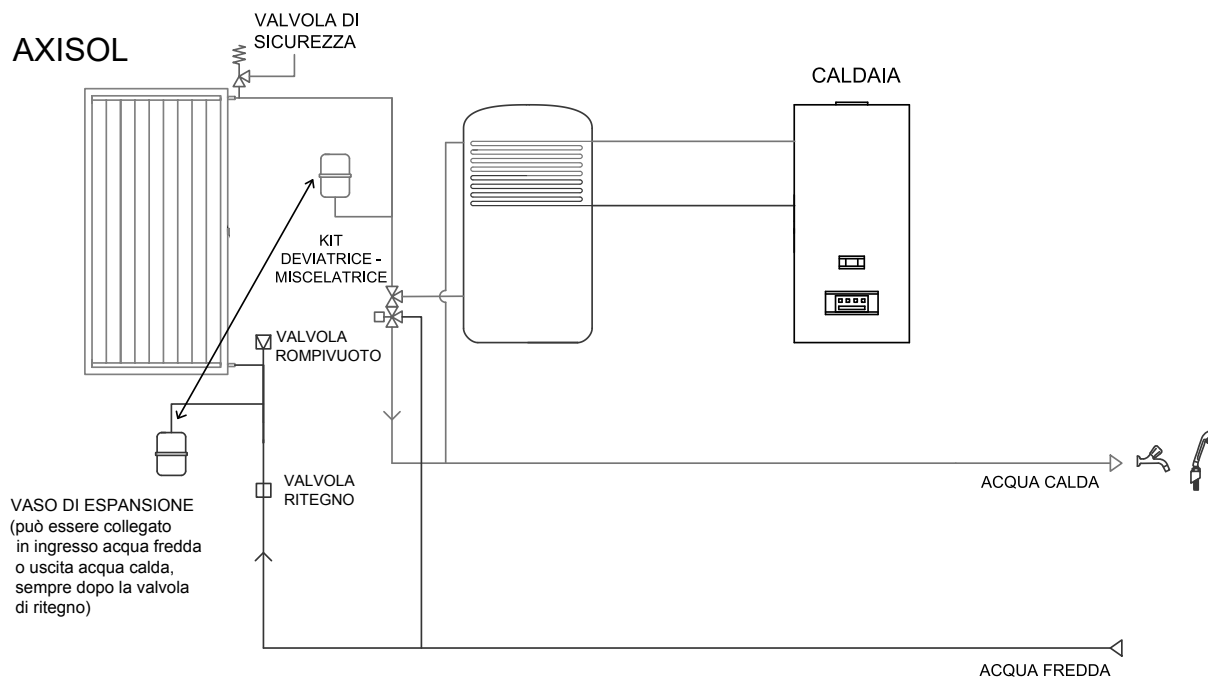 AXISOL
VALVOLA DI
SICUREZZA
CALDAIA
KIT
DEVIATRICE -
MISCELATRICE
VALVOLA
ROMPIVUOTO
VALVOLA
RITEGNO
VASO DI ESPANSIONE
(può essere collegato
in ingresso acqua fredda
o uscita acqua calda,
sempre dopo la valvola
di ritegno)
ACQUA CALDA
ACQUA FREDDA